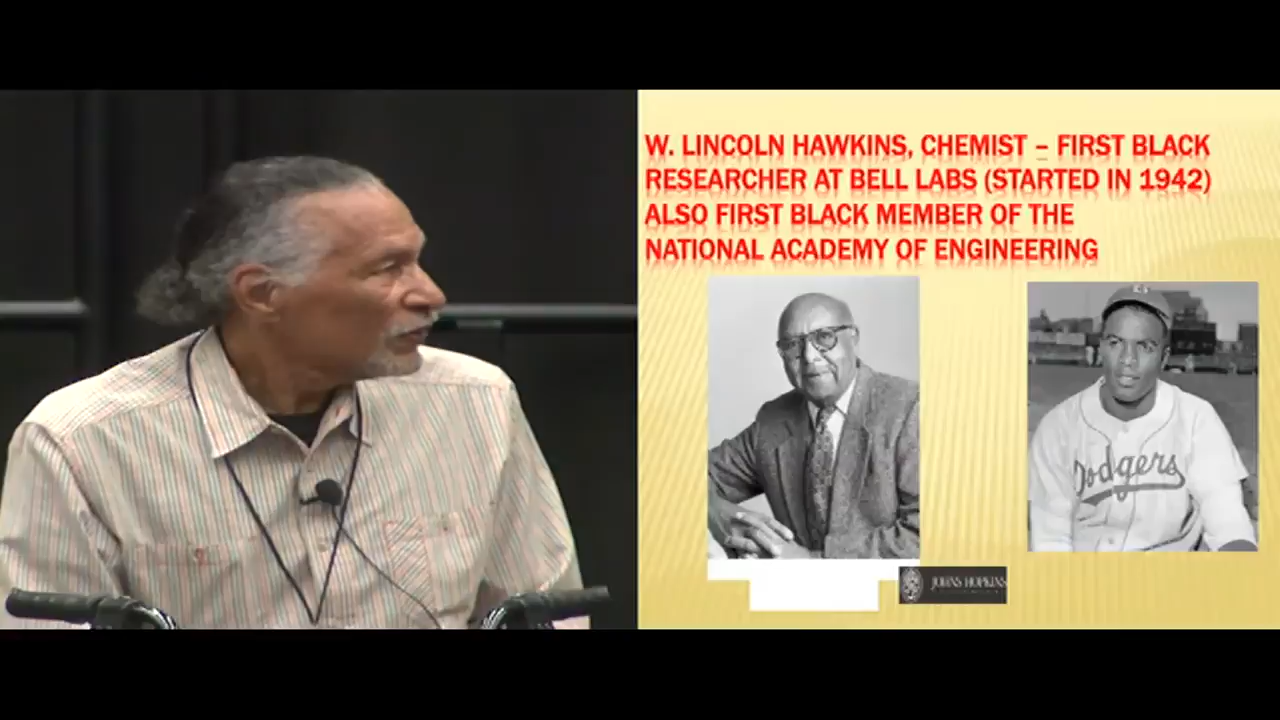 W. LINCOLN HAWKINS, CHEMIST – FIRST BLACK
RESEARCHER AT BELL LABS (STARTED IN 1942)
ALSO FIRST BLACK MEMBER OF THE
NATIONAL ACADEMY OF ENGINEERING
Dodgers
JOHNS HOPKINS